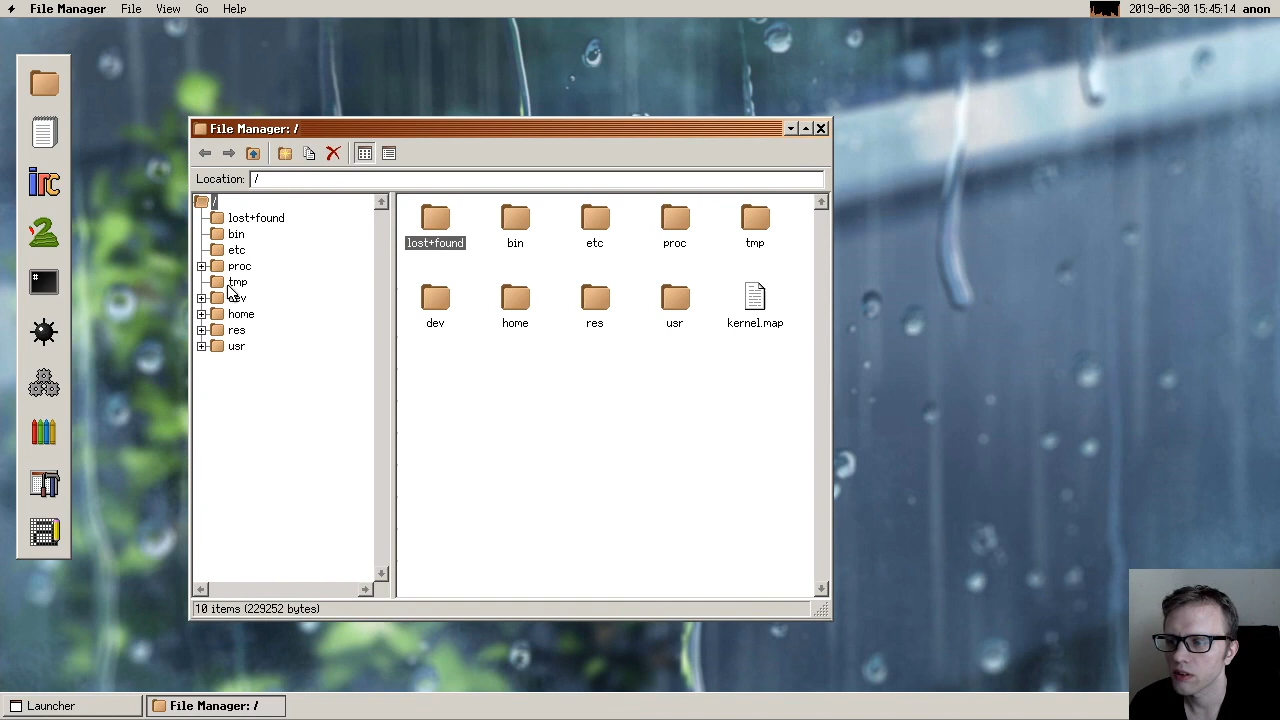 File Manager File View Go Help 2019-06-30 15:45:14 anon
irc
File Manager: /
Location: /
/
lost+found
bin
etc
proc
tmp
home
res
usr
lost+found bin etc proc tmp
dev home res usr kernel.map
10 items (229252 bytes)
Launcher File Manager: /